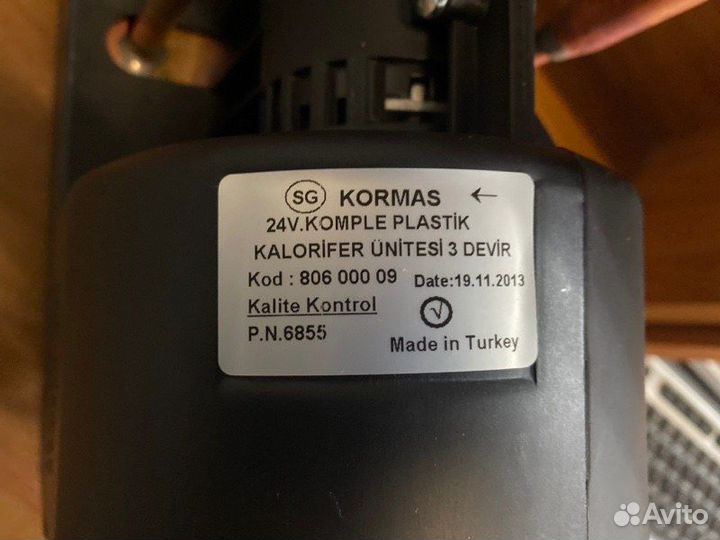 SG KORMAS ←
24V.KOMPLE PLASTİK
KALORİFER ÜNİTESİ 3 DEVİR
Kod : 806 000 09 Date:19.11.2013
Kalite Kontrol √
P.N.6855
Made in Turkey
Avito